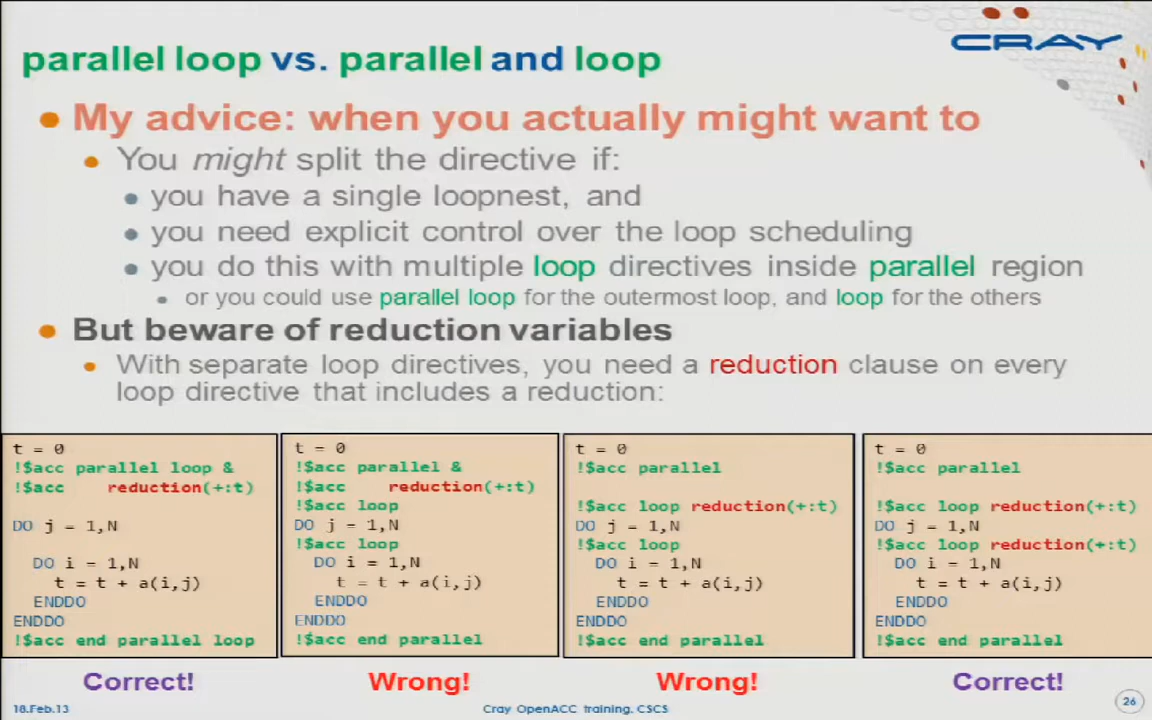 CRAY
parallel loop vs. parallel and loop
• My advice: when you actually might want to
• You might split the directive if:
• you have a single loopnest, and
• you need explicit control over the loop scheduling
• you do this with multiple loop directives inside parallel region
• or you could use parallel loop for the outermost loop, and loop for the others
• But beware of reduction variables
• With separate loop directives, you need a reduction clause on every
loop directive that includes a reduction:
t = 0
!$acc parallel loop &
!$acc reduction(+:t)
DO j = 1,N
DO i = 1,N
t = t + a(i,j)
ENDDO
ENDDO
!$acc end parallel loop
Correct!
t = 0
!$acc parallel &
!$acc reduction(+:t)
!$acc loop
DO j = 1,N
!$acc loop
DO i = 1,N
t = t + a(i,j)
ENDDO
ENDDO
!$acc end parallel
Wrong!
t = 0
!$acc parallel
!$acc loop reduction(+:t)
DO j = 1,N
!$acc loop
DO i = 1,N
t = t + a(i,j)
ENDDO
ENDDO
!$acc end parallel
Wrong!
t = 0
!$acc parallel
!$acc loop reduction(+:t)
DO j = 1,N
!$acc loop reduction(+:t)
DO i = 1,N
t = t + a(i,j)
ENDDO
ENDDO
!$acc end parallel
Correct!
18.Feb.13
Cray OpenACC training, CSCS
26